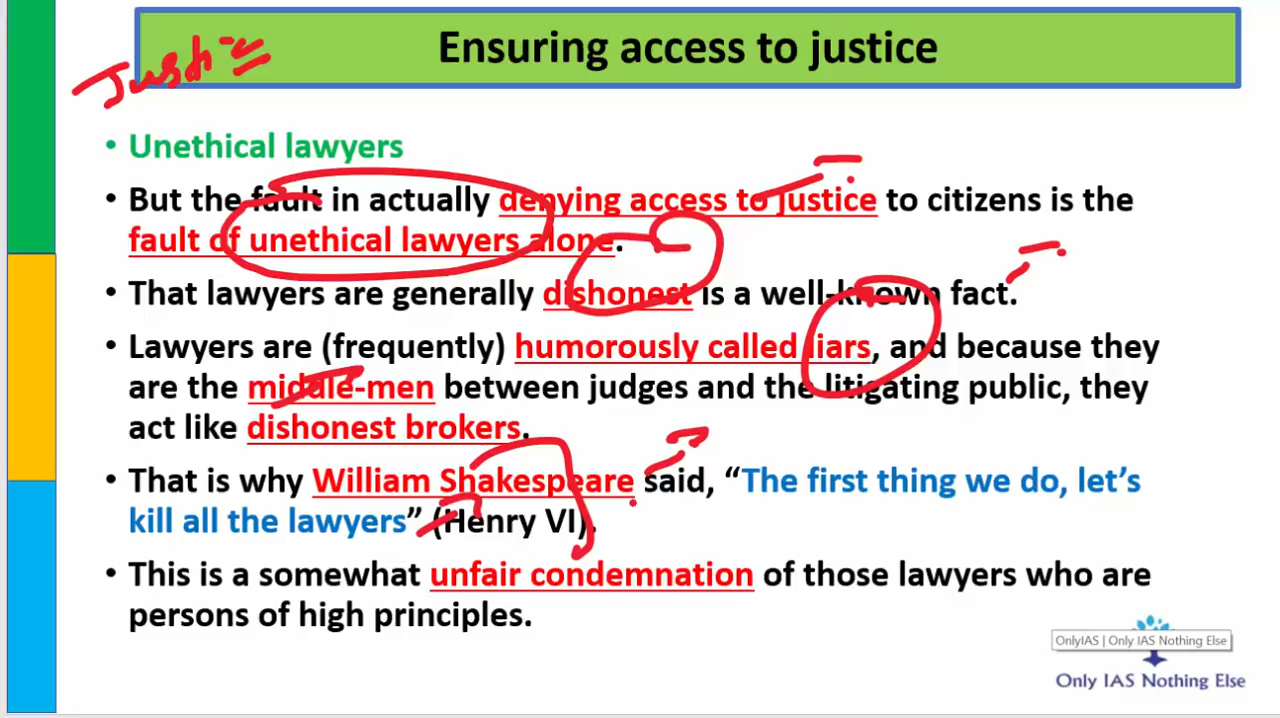 Ensuring access to justice
Justice
• Unethical lawyers
• But the fault in actually denying access to justice to citizens is the
fault of unethical lawyers alone.
• That lawyers are generally dishonest is a well-known fact.
• Lawyers are (frequently) humorously called liars, and because they
are the middle-men between judges and the litigating public, they
act like dishonest brokers.
• That is why William Shakespeare said, “The first thing we do, let’s
kill all the lawyers” (Henry VI).
• This is a somewhat unfair condemnation of those lawyers who are
persons of high principles.
OnlyIAS | Only IAS Nothing Else
Only IAS Nothing Else